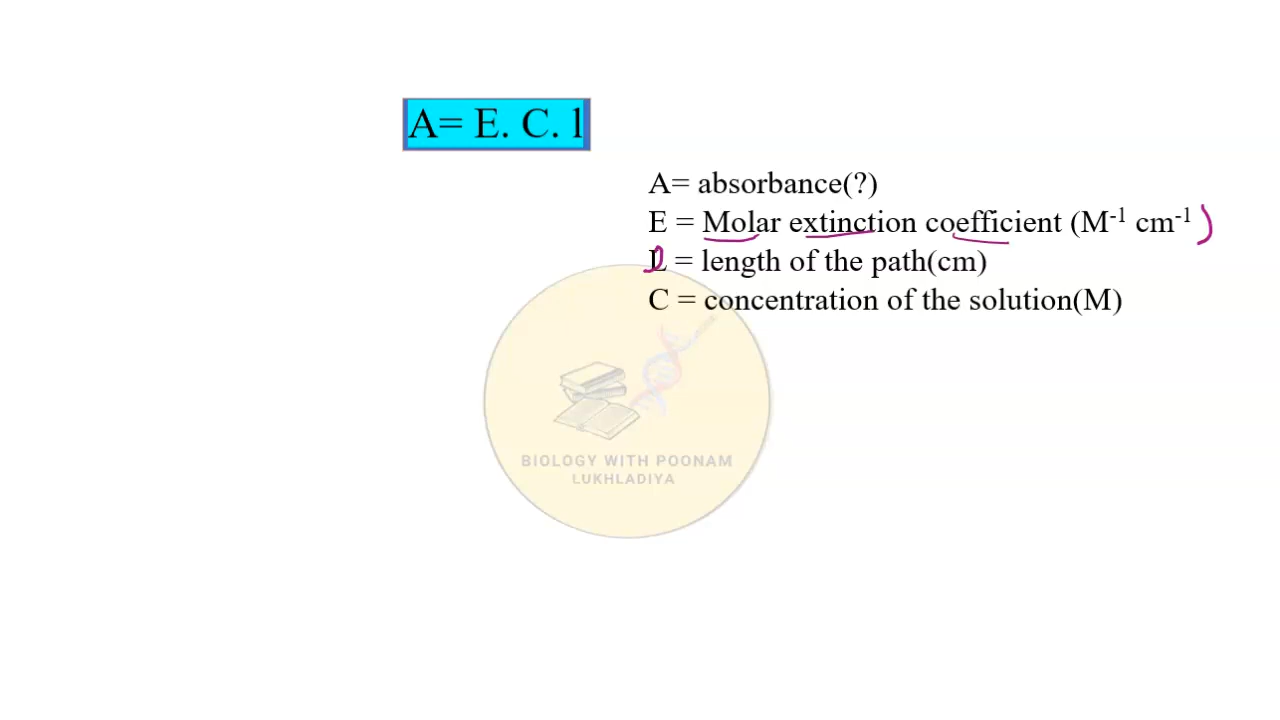 A= E. C. l
A= absorbance(?)
E = Molar extinction coefficient (M⁻¹ cm⁻¹)
L = length of the path(cm)
C = concentration of the solution(M)
BIOLOGY WITH POONAM
LUKHLADIYA